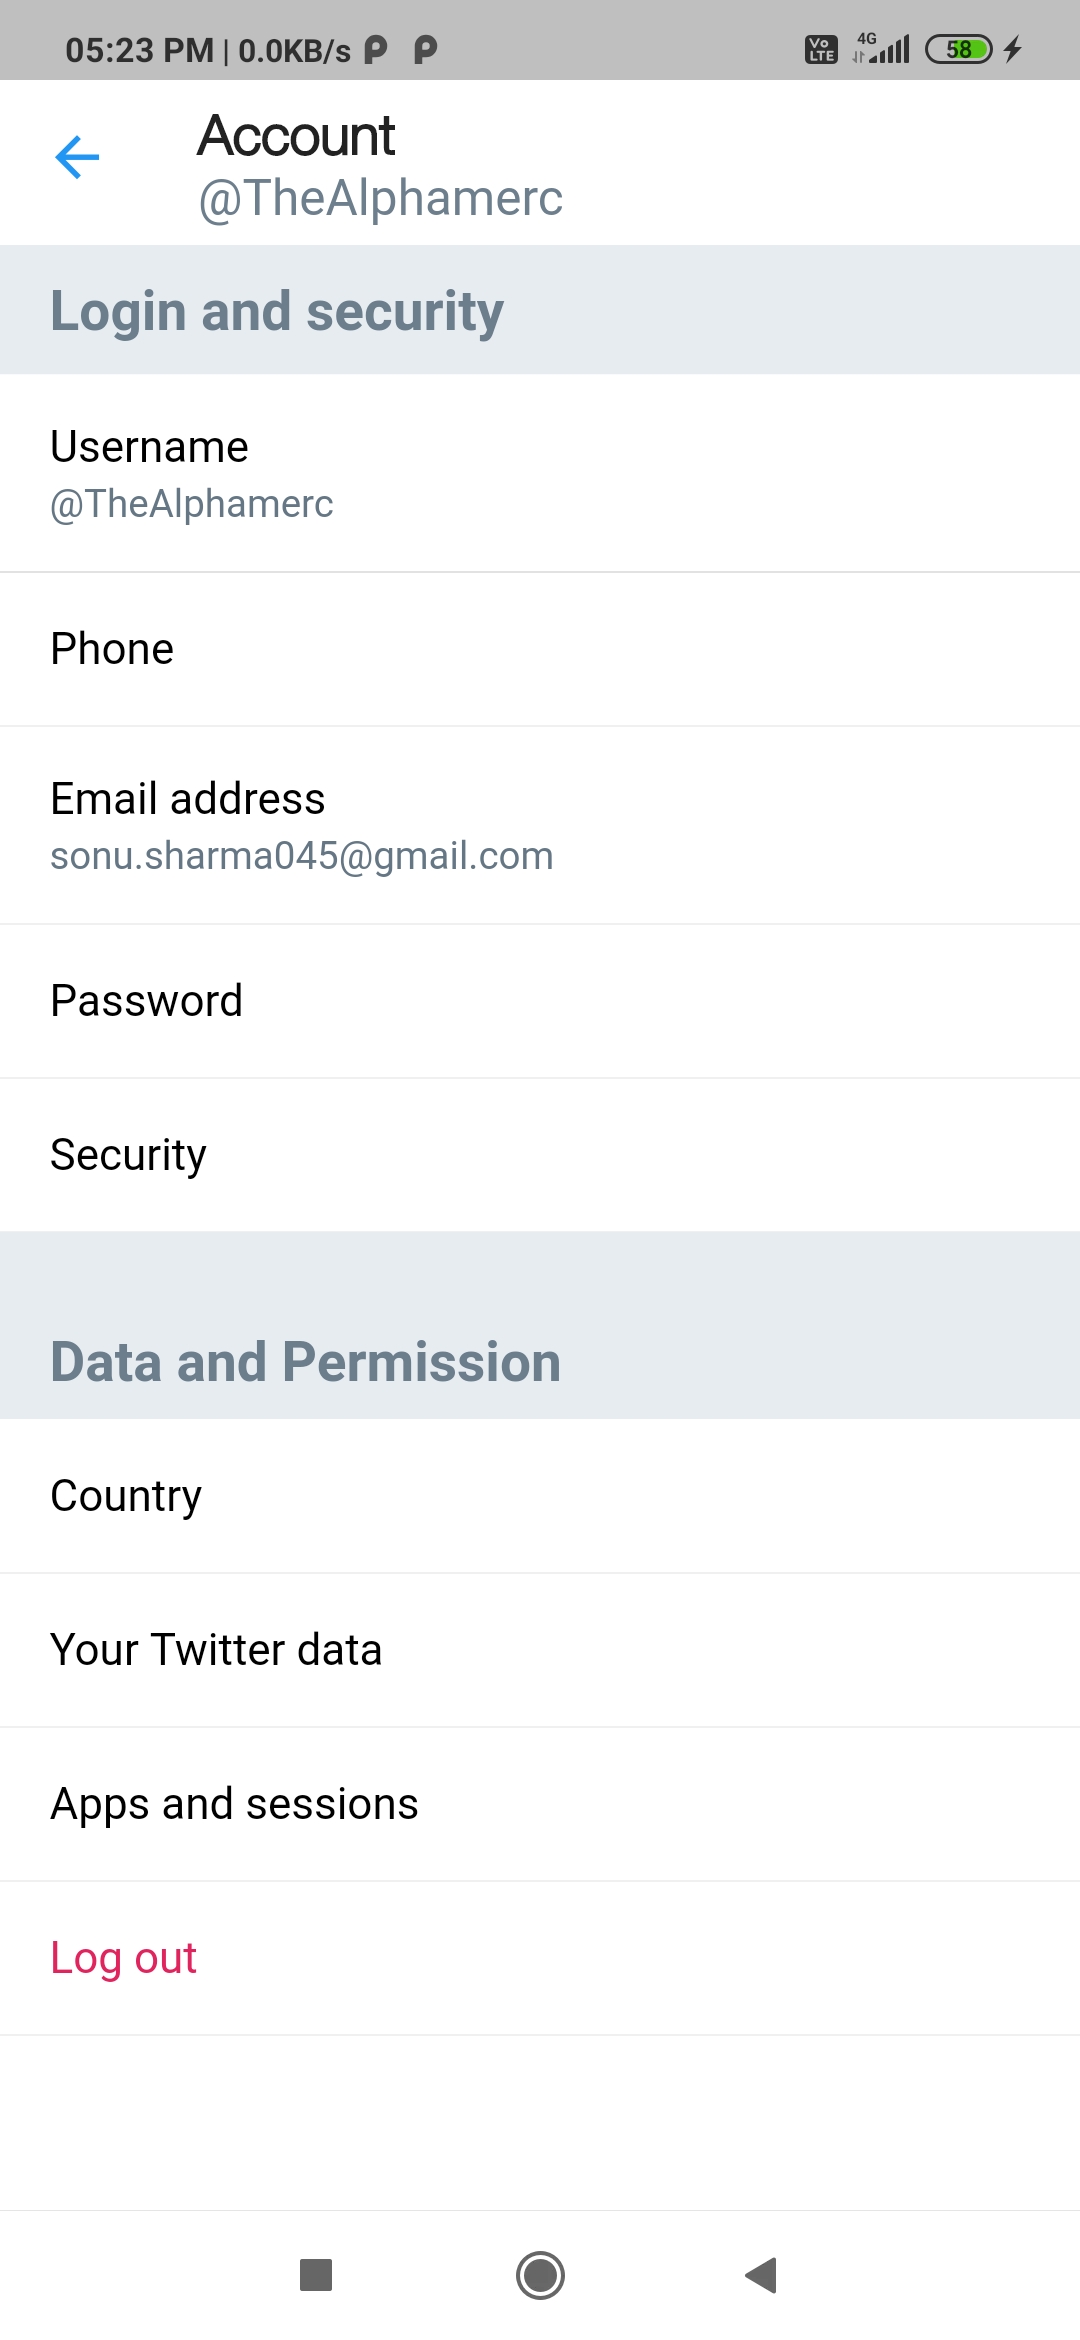 05:23 PM | 0.0KB/s
Vo LTE 4G 58
Account
@TheAlphamerc
Login and security
Username
@TheAlphamerc
Phone
Email address
sonu.sharma045@gmail.com
Password
Security
Data and Permission
Country
Your Twitter data
Apps and sessions
Log out